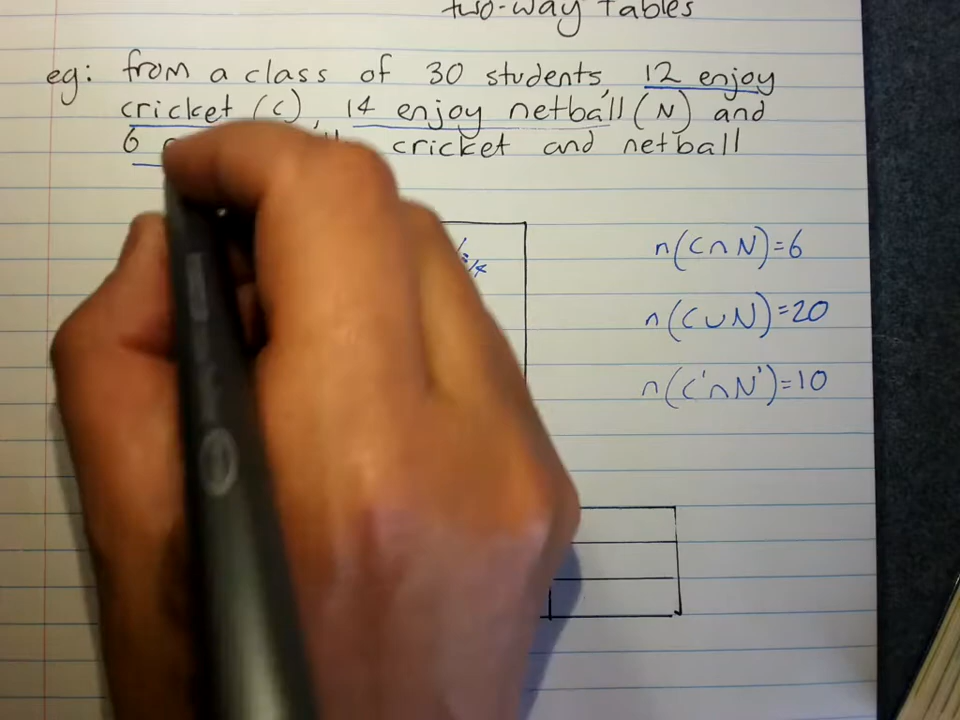 two-way Tables
eg: from a class of 30 students, 12 enjoy
cricket (C), 14 enjoy netball (N) and
6 cricket and netball
n(C∩N)=6
n(C∪N)=20
n(C'∩N')=10